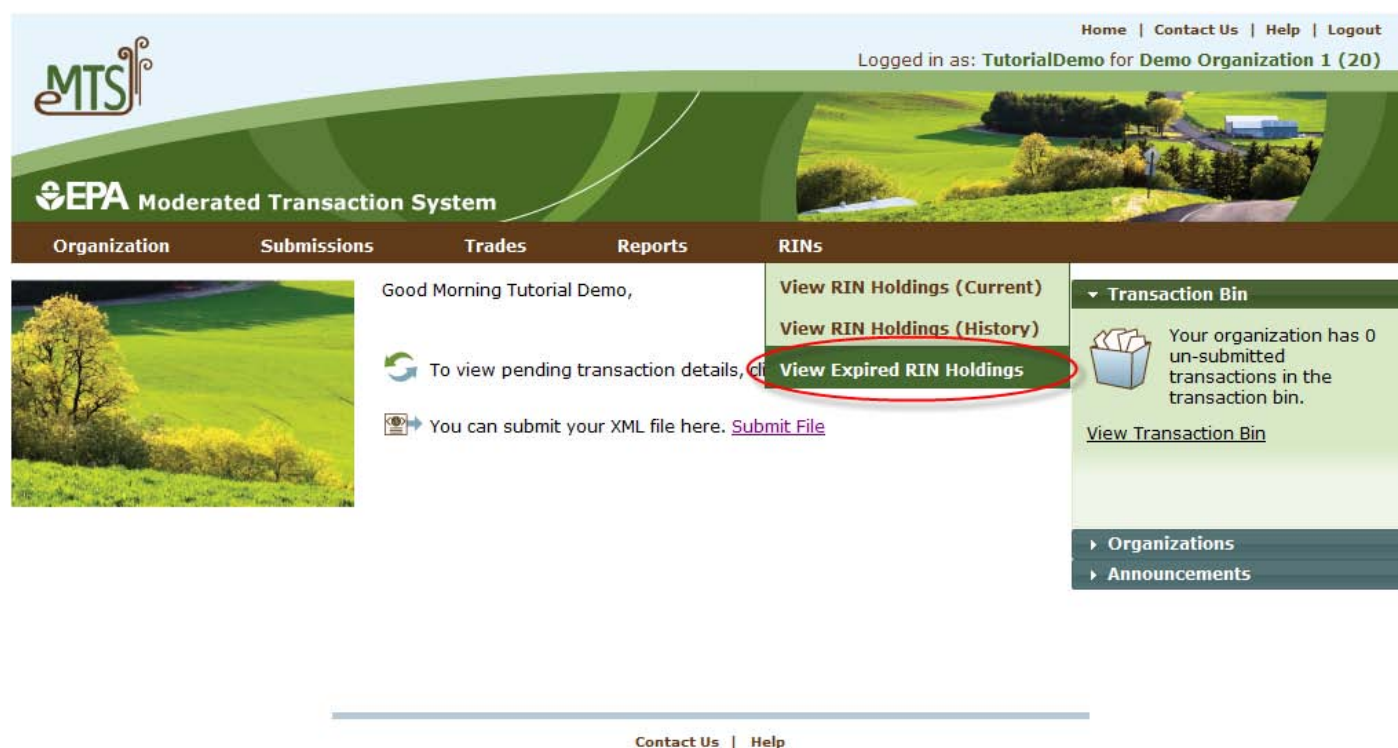 Home | Contact Us | Help | Logout
Logged in as: TutorialDemo for Demo Organization 1 (20)
MTS
EPA Moderated Transaction System
Organization Submissions Trades Reports RINs
View RIN Holdings (Current)
View RIN Holdings (History)
View Expired RIN Holdings
Good Morning Tutorial Demo,
To view pending transaction details,
You can submit your XML file here. Submit File
Transaction Bin
Your organization has 0
un-submitted
transactions in the
transaction bin.
View Transaction Bin
Organizations
Announcements
Contact Us | Help